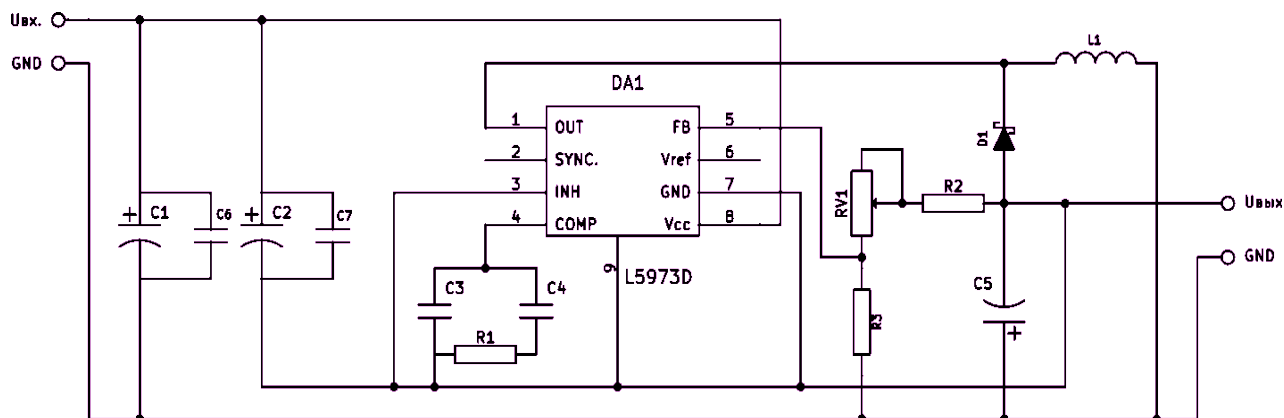 Uвх.
GND
L1
DA1
1 OUT FB 5
2 SYNC. Vref 6
3 INH GND 7
4 COMP Vcc 8
9
L5973D
D1
RV1
R2
Uвых
GND
C1
C6
C2
C7
C3
C4
R1
R3
C5
+
+
+